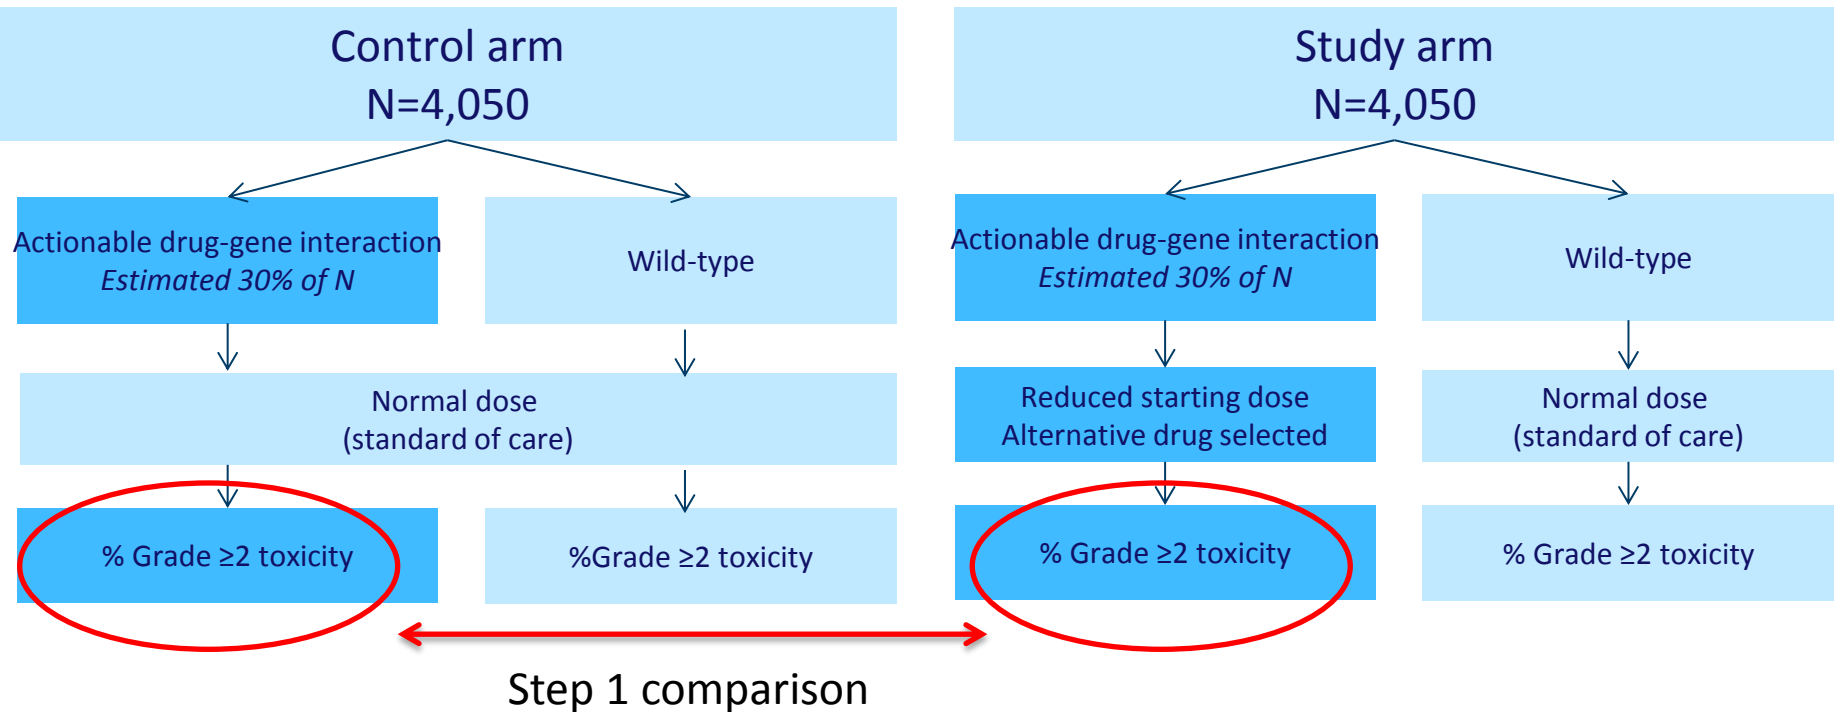 Control arm
N=4,050
Study arm
N=4,050
Actionable drug-gene interaction
Estimated 30% of N
Wild-type
Actionable drug-gene interaction
Estimated 30% of N
Wild-type
Normal dose
(standard of care)
Reduced starting dose
Alternative drug selected
Normal dose
(standard of care)
% Grade ≥2 toxicity
%Grade ≥2 toxicity
% Grade ≥2 toxicity
% Grade ≥2 toxicity
Step 1 comparison